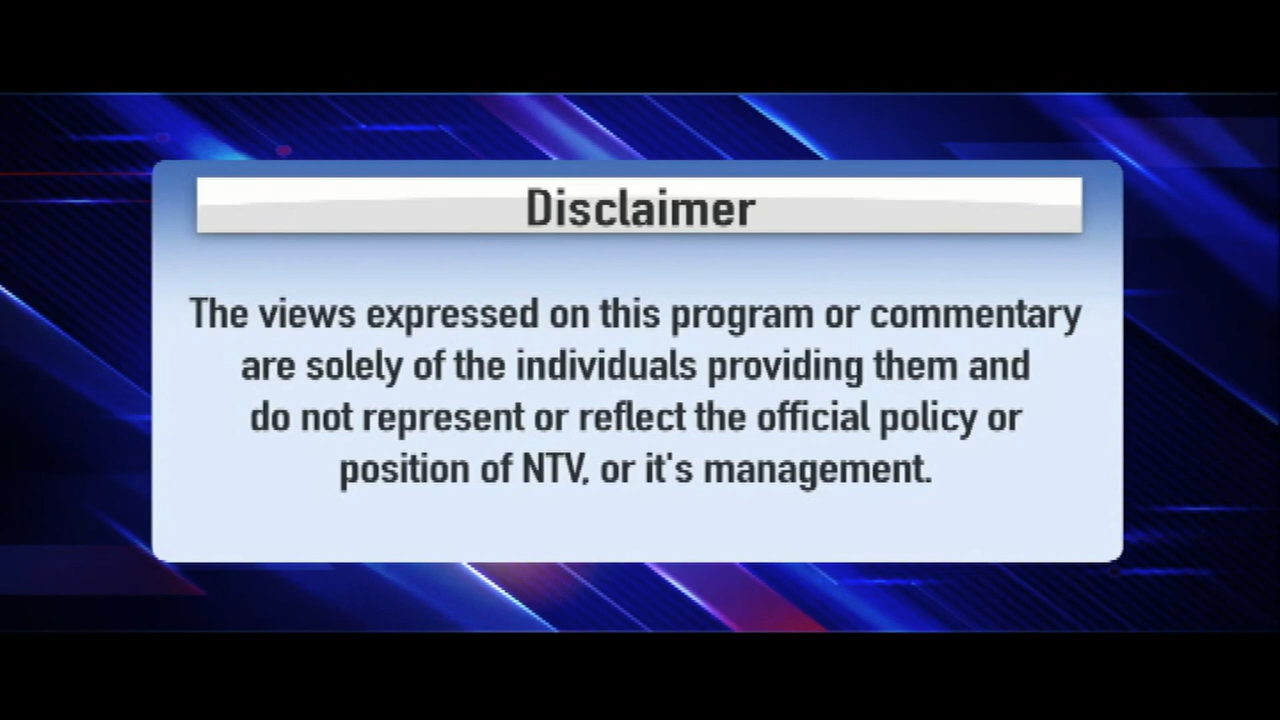 Disclaimer
The views expressed on this program or commentary
are solely of the individuals providing them and
do not represent or reflect the official policy or
position of NTV, or it's management.